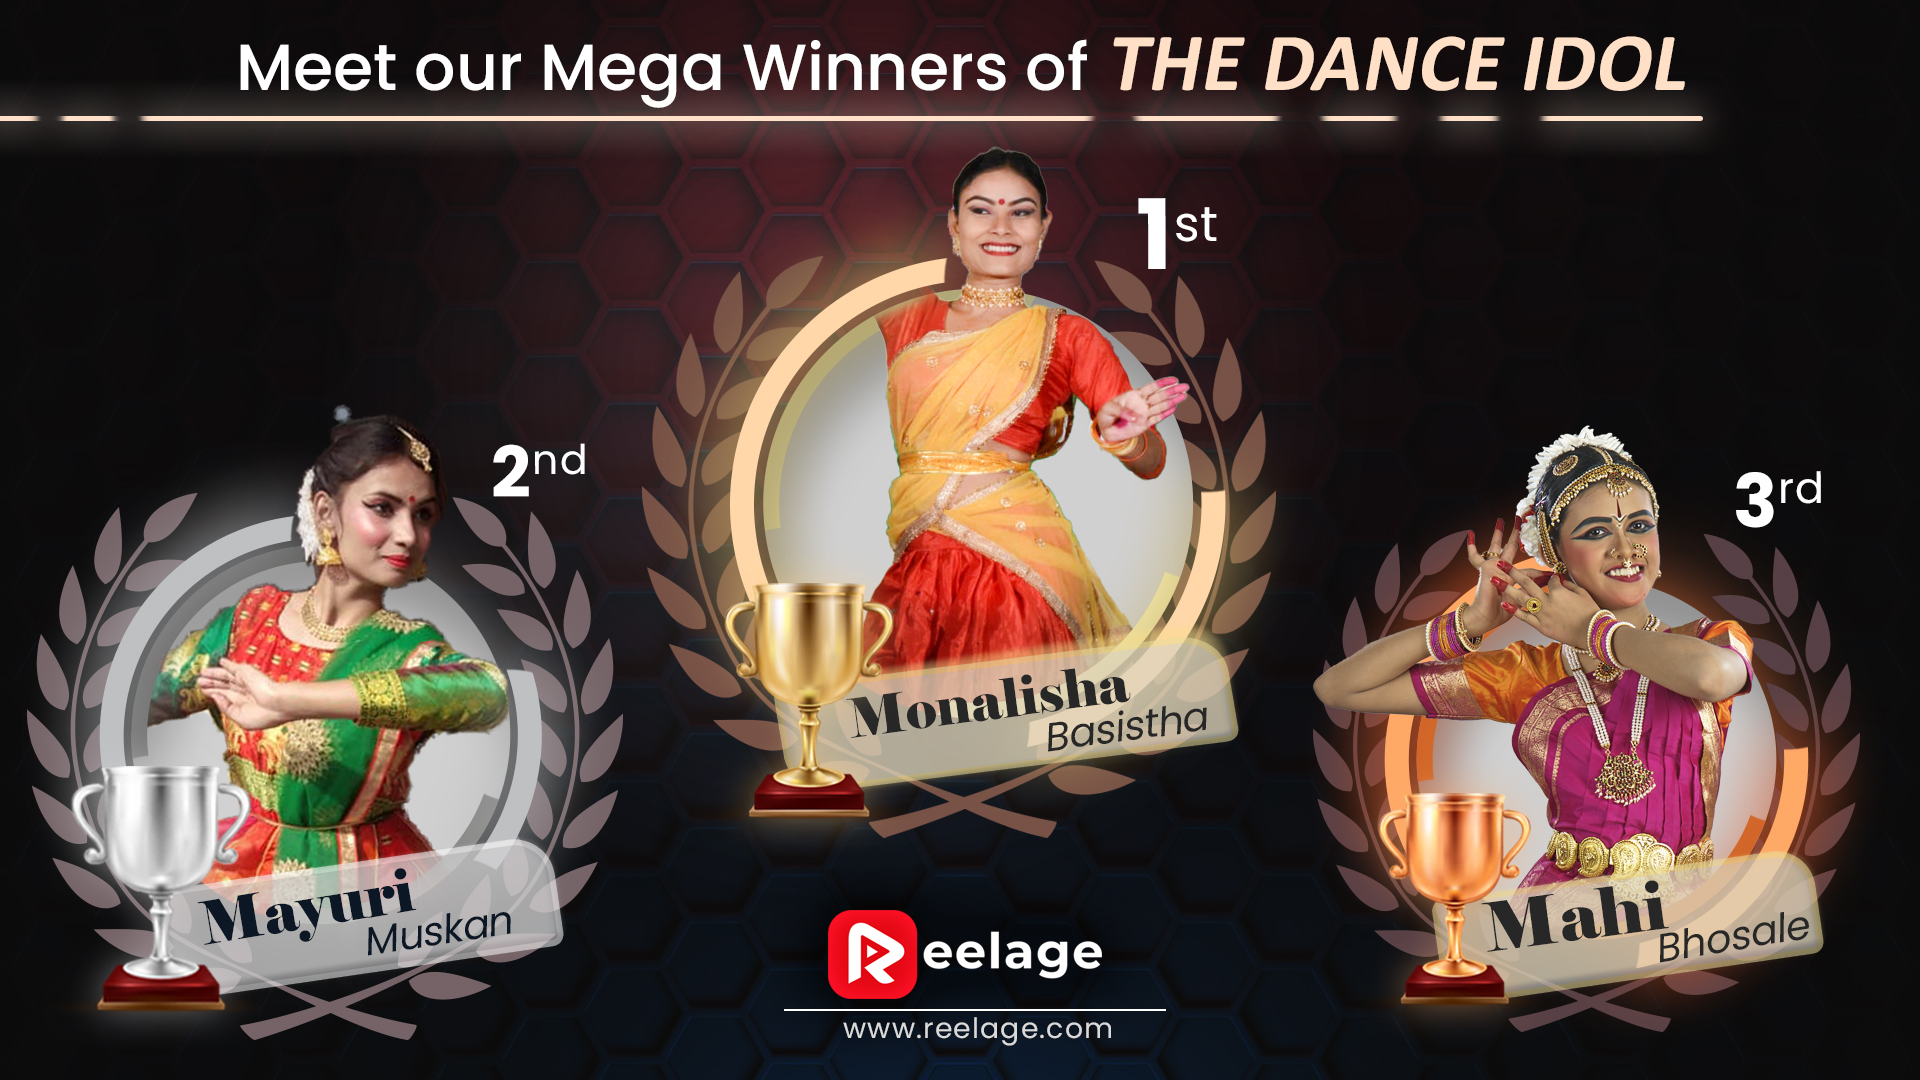 Meet our Mega Winners of THE DANCE IDOL
1st
Monalisha
Basistha
2nd
Mayuri
Muskan
3rd
Mahi
Bhosale
Reelage
www.reelage.com